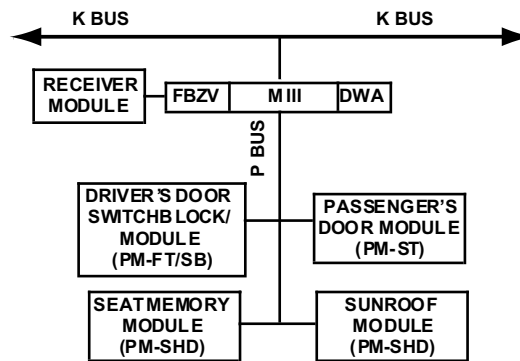 K BUS
K BUS
RECEIVER
MODULE
FBZV
MIII
DWA
P BUS
DRIVER'S DOOR
SWITCHBLOCK/
MODULE
(PM-FT/SB)
PASSENGER'S
DOOR MODULE
(PM-ST)
SEAT MEMORY
MODULE
(PM-SHD)
SUNROOF
MODULE
(PM-SHD)